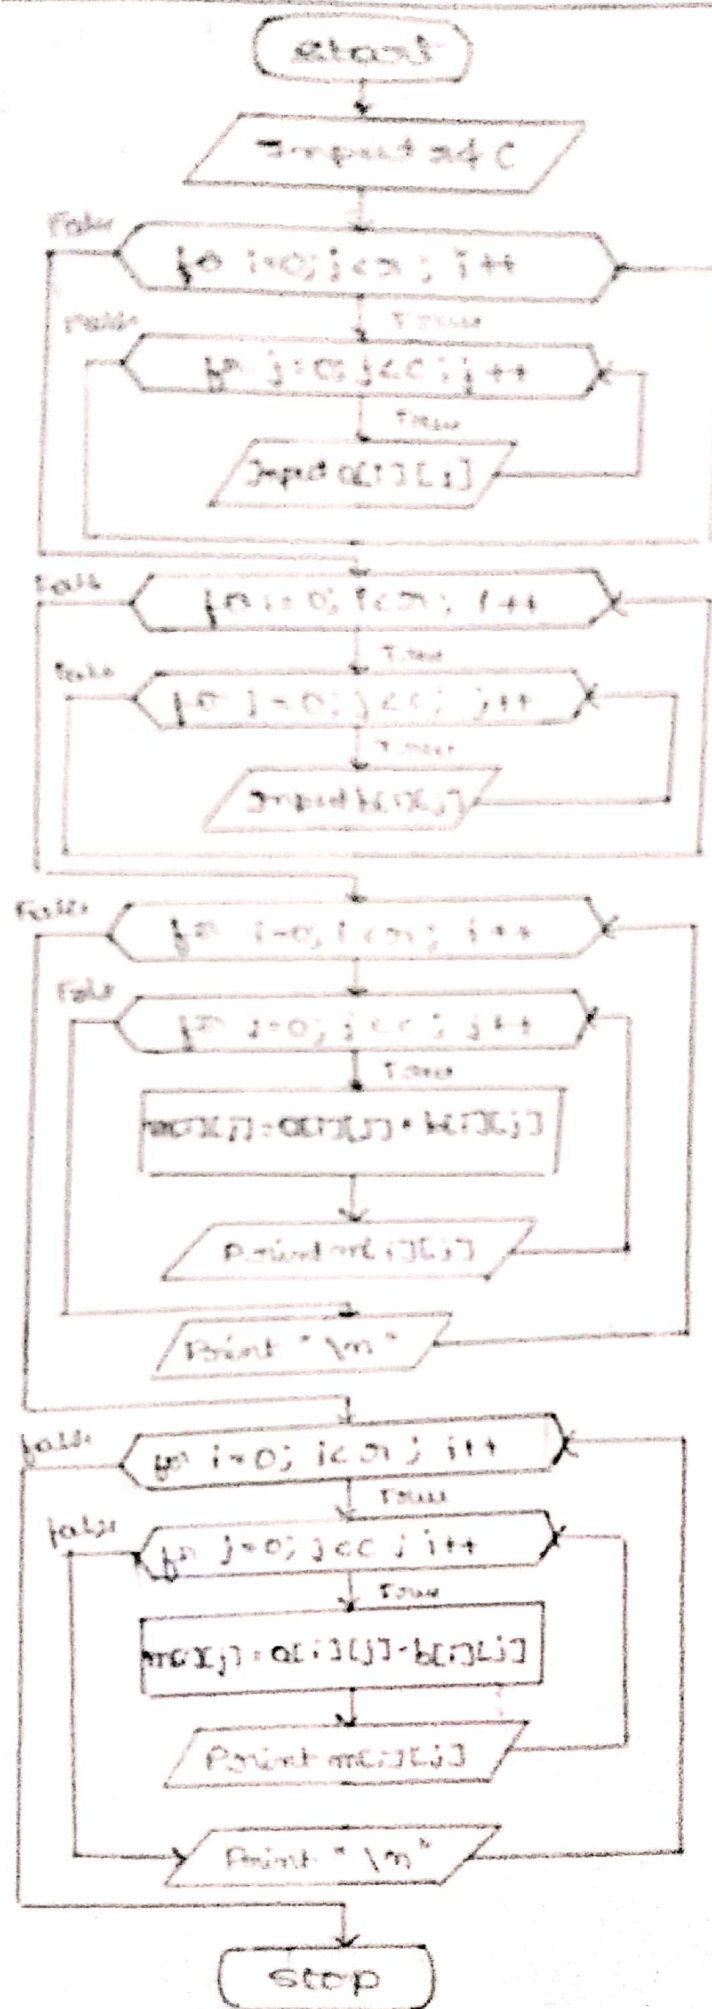 Start
Input r & C
False
for i=0; i<r; i++
True
False
for j=0; j<c; j++
True
Input a[i][j]
False
for i=0; i<r; i++
True
False
for j=0; j<c; j++
True
Input b[i][j]
False
for i=0; i<r; i++
False
for j=0; j<c; j++
True
m[i][j]=a[i][j]+b[i][j]
Print m[i][j]
Print "\n"
false
for i=0; i<r; i++
True
false
for j=0; j<c; i++
True
m[i][j]=a[i][j]-b[i][j]
Print m[i][j]
Print "\n"
Stop